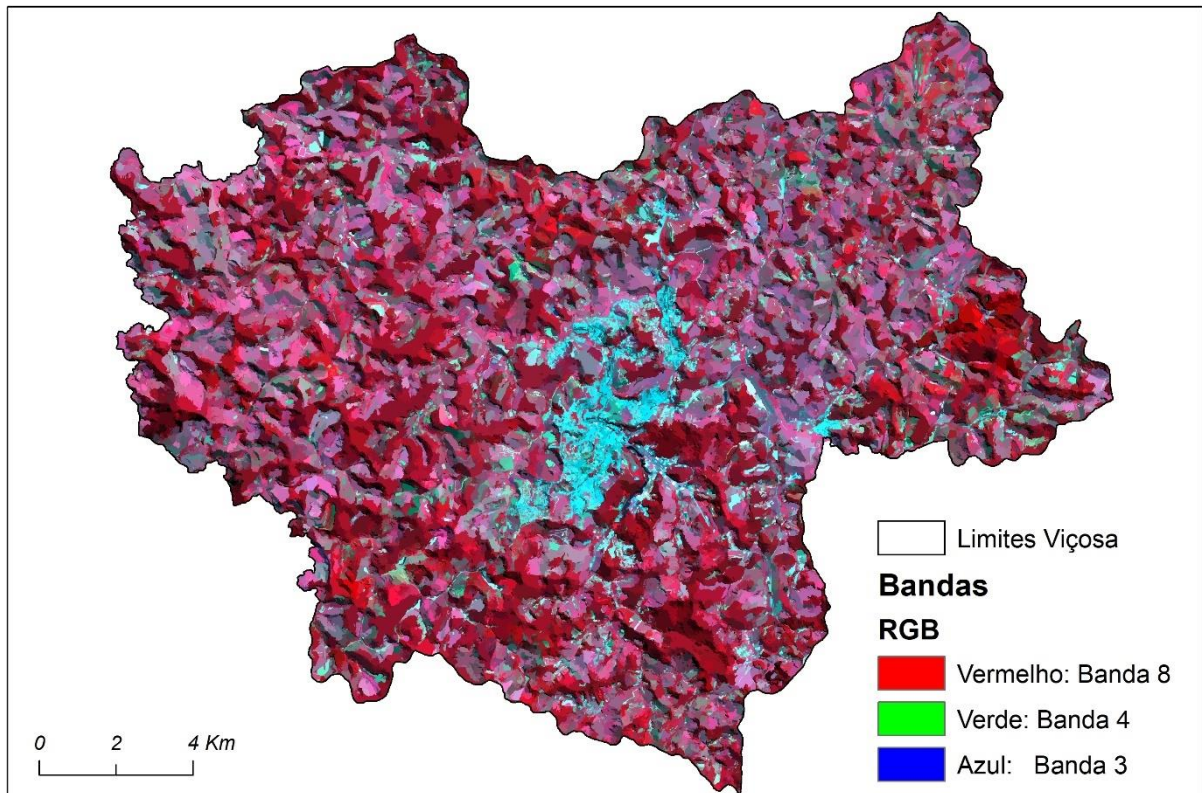 Limites Viçosa
Bandas
RGB
Vermelho: Banda 8
Verde: Banda 4
Azul: Banda 3
0 2 4 Km